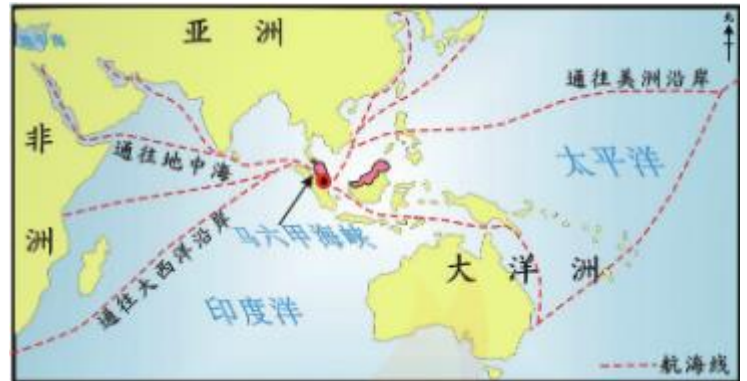 亚洲
北
通往美洲沿岸
非洲
通往地中海
太平洋
马六甲海峡
通往大西洋沿岸
大洋洲
印度洋
航海线